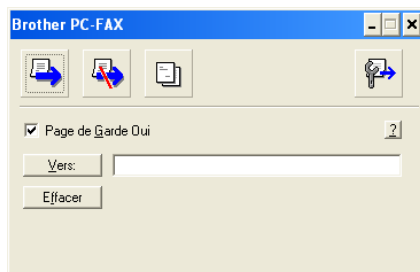 Brother PC-FAX
Page de Garde Oui
?
Vers:
Effacer